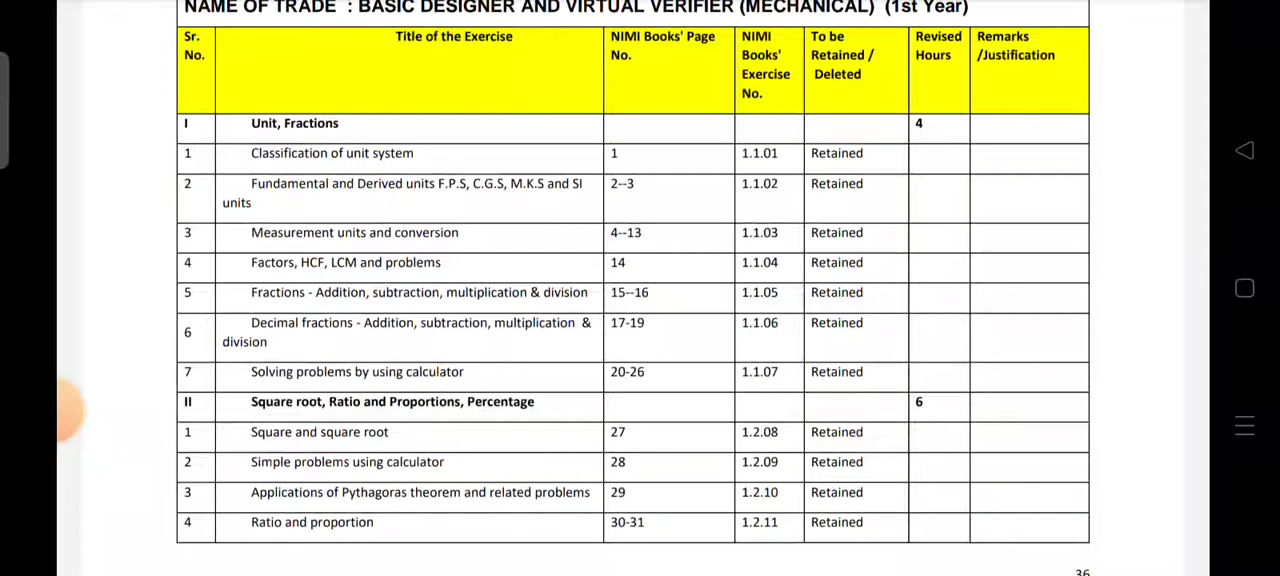 NAME OF TRADE : BASIC DESIGNER AND VIRTUAL VERIFIER (MECHANICAL) (1st Year)
Sr. No. Title of the Exercise NIMI Books' Page No. NIMI Books' Exercise No. To be Retained / Deleted Revised Hours Remarks /Justification
I Unit, Fractions 4
1 Classification of unit system 1 1.1.01 Retained
2 Fundamental and Derived units F.P.S, C.G.S, M.K.S and SI units 2--3 1.1.02 Retained
3 Measurement units and conversion 4--13 1.1.03 Retained
4 Factors, HCF, LCM and problems 14 1.1.04 Retained
5 Fractions - Addition, subtraction, multiplication & division 15--16 1.1.05 Retained
6 Decimal fractions - Addition, subtraction, multiplication & division 17-19 1.1.06 Retained
7 Solving problems by using calculator 20-26 1.1.07 Retained
II Square root, Ratio and Proportions, Percentage 6
1 Square and square root 27 1.2.08 Retained
2 Simple problems using calculator 28 1.2.09 Retained
3 Applications of Pythagoras theorem and related problems 29 1.2.10 Retained
4 Ratio and proportion 30-31 1.2.11 Retained
36